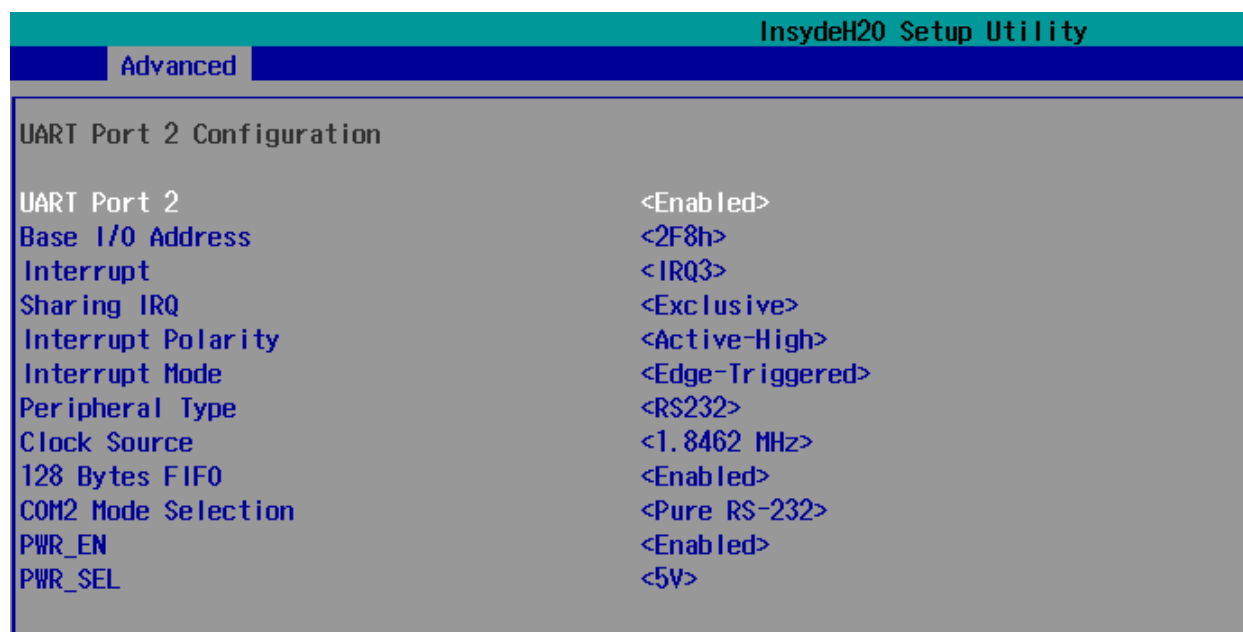 InsydeH20 Setup Utility
Advanced
UART Port 2 Configuration
UART Port 2 <Enabled>
Base I/O Address <2F8h>
Interrupt <IRQ3>
Sharing IRQ <Exclusive>
Interrupt Polarity <Active-High>
Interrupt Mode <Edge-Triggered>
Peripheral Type <RS232>
Clock Source <1.8462 MHz>
128 Bytes FIFO <Enabled>
COM2 Mode Selection <Pure RS-232>
PWR_EN <Enabled>
PWR_SEL <5V>